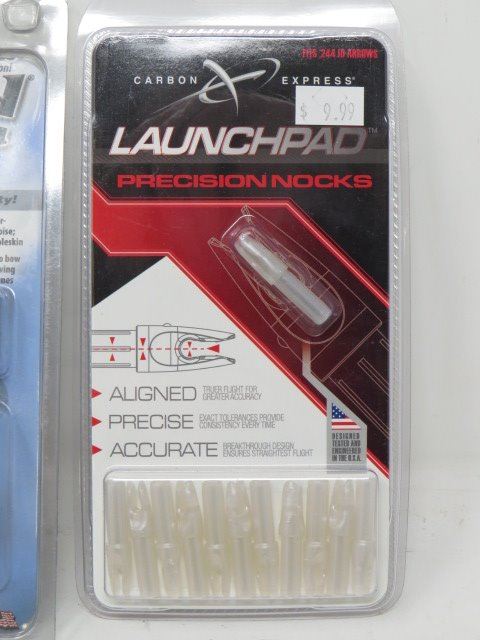 FITS .244 ID ARROWS
CARBON EXPRESS®
$ 9.99
LAUNCHPAD™
PRECISION NOCKS
ALIGNED TRUER FLIGHT FOR
GREATER ACCURACY
PRECISE EXACT TOLERANCES PROVIDE
CONSISTENCY EVERY TIME
ACCURATE BREAKTHROUGH DESIGN
ENSURES STRAIGHTEST FLIGHT
DESIGNED
TESTED AND
ENGINEERED
IN THE U.S.A.